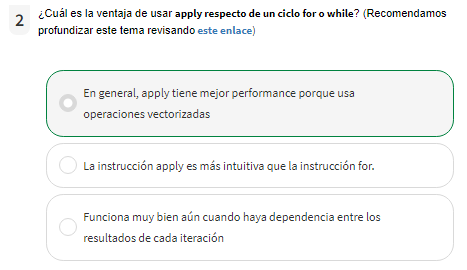 2
¿Cuál es la ventaja de usar apply respecto de un ciclo for o while? (Recomendamos
profundizar este tema revisando este enlace)
En general, apply tiene mejor performance porque usa
operaciones vectorizadas
La instrucción apply es más intuitiva que la instrucción for.
Funciona muy bien aún cuando haya dependencia entre los
resultados de cada iteración